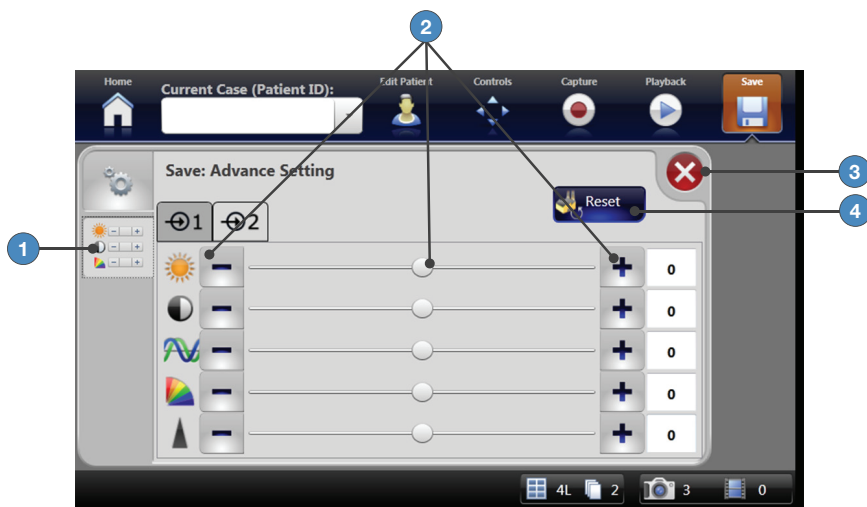 2
Home
Current Case (Patient ID):
Edit Patient
Controls
Capture
Playback
Save
Save: Advance Setting
3
Reset
4
1
2
1
0
0
0
0
0
4L
2
3
0